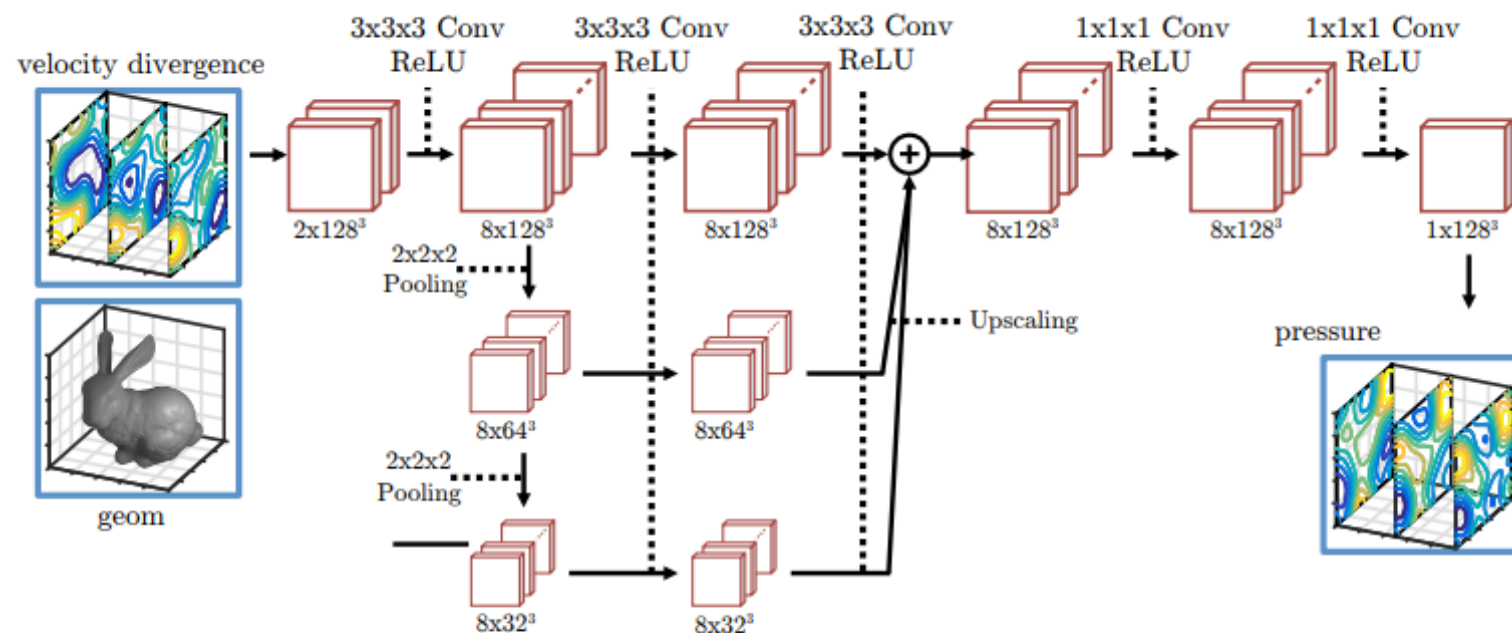 3x3x3 Conv
ReLU
3x3x3 Conv
ReLU
3x3x3 Conv
ReLU
1x1x1 Conv
ReLU
1x1x1 Conv
ReLU
velocity divergence
2x128³
8x128³
8x128³
8x128³
8x128³
1x128³
2x2x2
Pooling
Upscaling
pressure
8x64³
8x64³
2x2x2
Pooling
geom
8x32³
8x32³